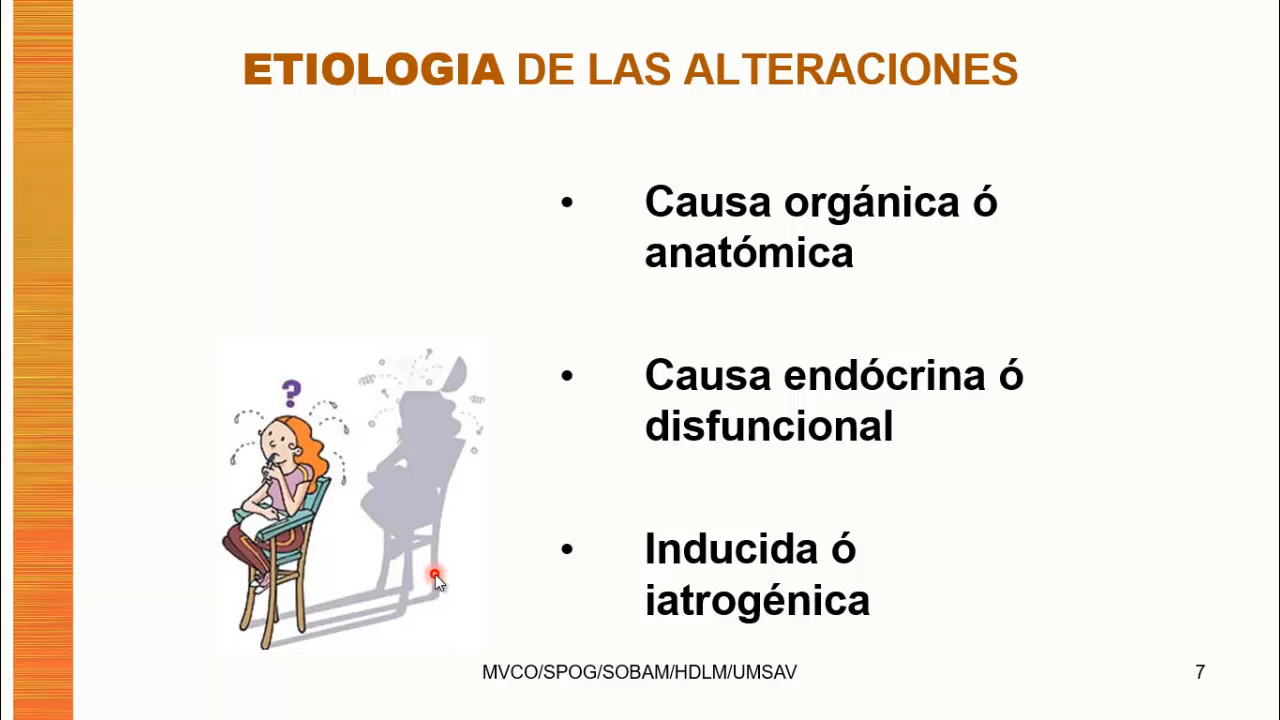 ETIOLOGIA DE LAS ALTERACIONES
• Causa orgánica ó
anatómica
?
• Causa endócrina ó
disfuncional
• Inducida ó
iatrogénica
MVCO/SPOG/SOBAM/HDLM/UMSAV
7